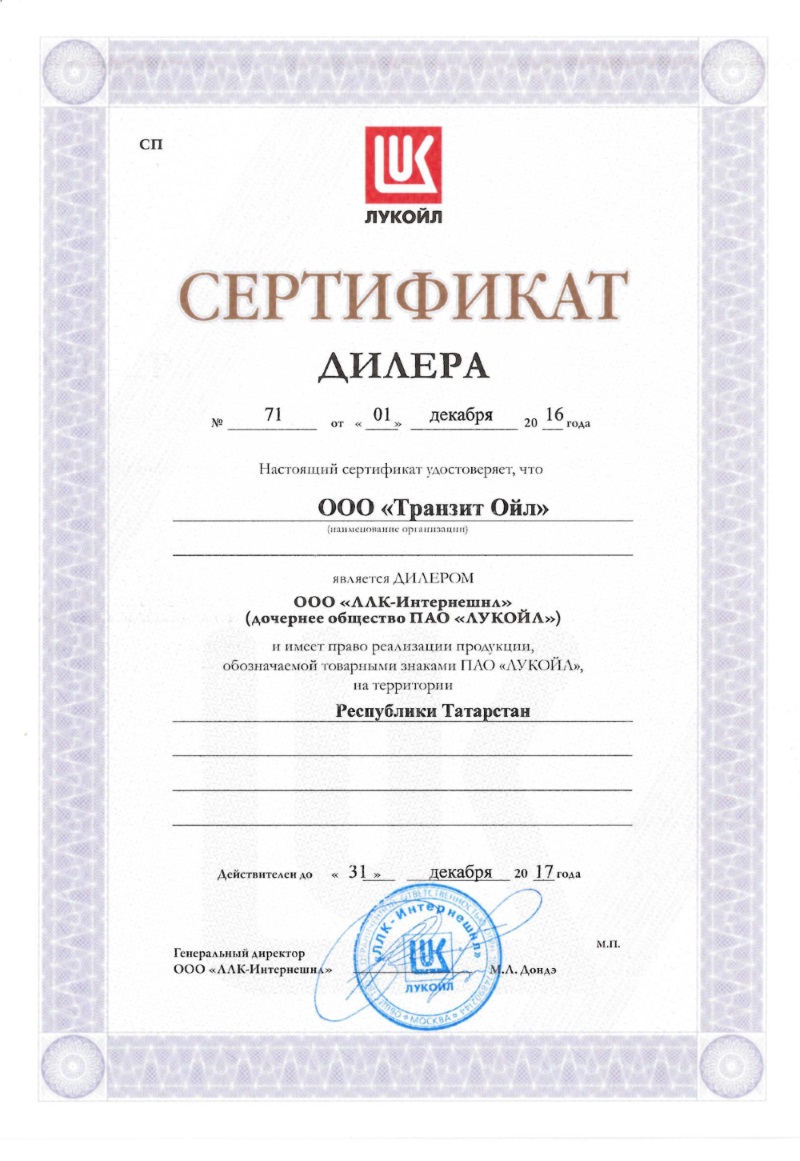 СП
ЛУКОЙЛ
СЕРТИФИКАТ
ДИЛЕРА
№ 71 от « 01 » декабря 20 16 года
Настоящий сертификат удостоверяет, что
ООО «Транзит Ойл»
(наименование организации)
является ДИЛЕРОМ
ООО «ЛЛК-Интернешнл»
(дочернее общество ПАО «ЛУКОЙЛ»)
и имеет право реализации продукции,
обозначаемой товарными знаками ПАО «ЛУКОЙЛ»,
на территории
Республики Татарстан
Действителен до « 31 » декабря 20 17 года
Генеральный директор
ООО «ЛЛК-Интернешнл»
М.Л. Дондэ
М.П.
«ЛЛК-Интернешнл»
ЛУКОЙЛ
МОСКВА